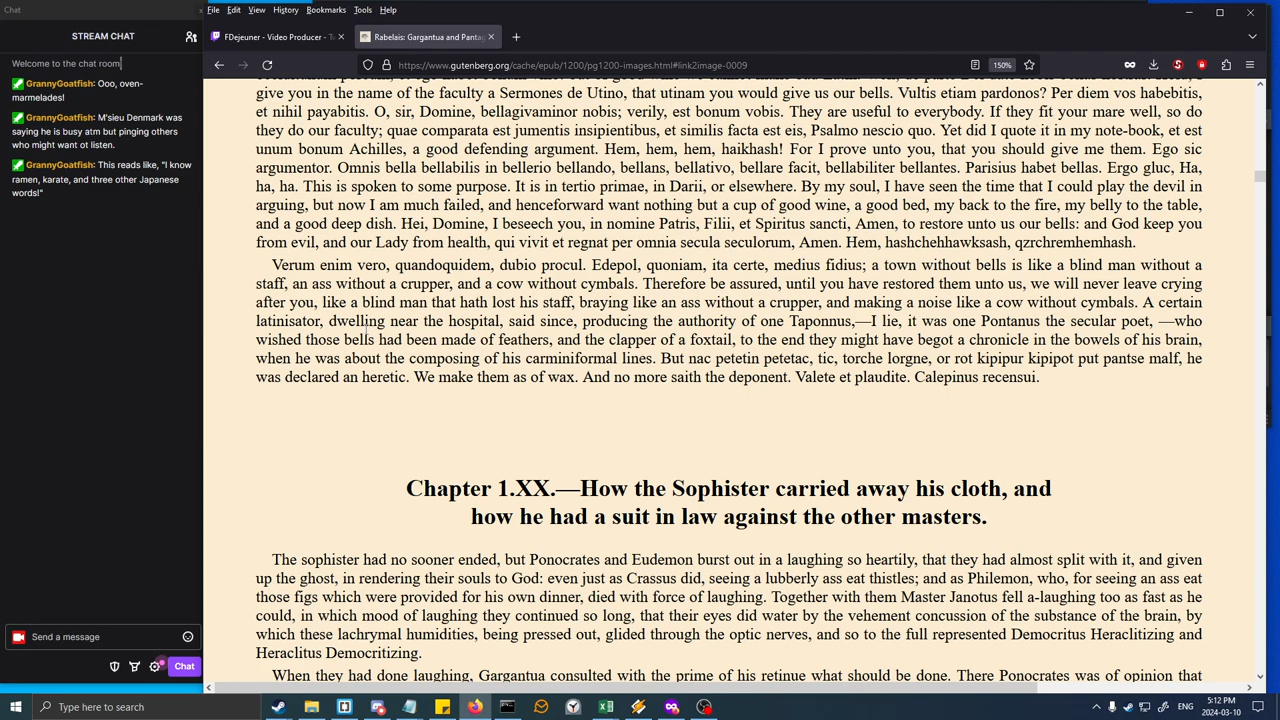 Chat
STREAM CHAT
Welcome to the chat room
GrannyGoatfish: Ooo, oven-
marmelades!
GrannyGoatfish: M'sieu Denmark was
saying he is busy atm but pinging others
who might want ot listen.
GrannyGoatfish: This reads like, "I know
ramen, karate, and three other Japanese
words!"
Send a message
Chat
File Edit View History Bookmarks Tools Help
FDejeuner - Video Producer - T
Rabelais: Gargantua and Pantag
https://www.gutenberg.org/cache/epub/1200/pg1200-images.html#link2image-0009
150%
give you in the name of the faculty a Sermones de Utino, that utinam you would give us our bells. Vultis etiam pardonos? Per diem vos habebitis,
et nihil payabitis. O, sir, Domine, bellagivaminor nobis; verily, est bonum vobis. They are useful to everybody. If they fit your mare well, so do
they do our faculty; quae comparata est jumentis insipientibus, et similis facta est eis, Psalmo nescio quo. Yet did I quote it in my note-book, et est
unum bonum Achilles, a good defending argument. Hem, hem, hem, haikhash! For I prove unto you, that you should give me them. Ego sic
argumentor. Omnis bella bellabilis in bellerio bellando, bellans, bellativo, bellare facit, bellabiliter bellantes. Parisius habet bellas. Ergo gluc, Ha,
ha, ha. This is spoken to some purpose. It is in tertio primae, in Darii, or elsewhere. By my soul, I have seen the time that I could play the devil in
arguing, but now I am much failed, and henceforward want nothing but a cup of good wine, a good bed, my back to the fire, my belly to the table,
and a good deep dish. Hei, Domine, I beseech you, in nomine Patris, Filii, et Spiritus sancti, Amen, to restore unto us our bells: and God keep you
from evil, and our Lady from health, qui vivit et regnat per omnia secula seculorum, Amen. Hem, hashchehhawksash, qzrchremhemhash.
Verum enim vero, quandoquidem, dubio procul. Edepol, quoniam, ita certe, medius fidius; a town without bells is like a blind man without a
staff, an ass without a crupper, and a cow without cymbals. Therefore be assured, until you have restored them unto us, we will never leave crying
after you, like a blind man that hath lost his staff, braying like an ass without a crupper, and making a noise like a cow without cymbals. A certain
latinisator, dwelling near the hospital, said since, producing the authority of one Taponnus,—I lie, it was one Pontanus the secular poet, —who
wished those bells had been made of feathers, and the clapper of a foxtail, to the end they might have begot a chronicle in the bowels of his brain,
when he was about the composing of his carminiformal lines. But nac petetin petetac, tic, torche lorgne, or rot kipipur kipipot put pantse malf, he
was declared an heretic. We make them as of wax. And no more saith the deponent. Valete et plaudite. Calepinus recensui.
Chapter 1.XX.—How the Sophister carried away his cloth, and
how he had a suit in law against the other masters.
The sophister had no sooner ended, but Ponocrates and Eudemon burst out in a laughing so heartily, that they had almost split with it, and given
up the ghost, in rendering their souls to God: even just as Crassus did, seeing a lubberly ass eat thistles; and as Philemon, who, for seeing an ass eat
those figs which were provided for his own dinner, died with force of laughing. Together with them Master Janotus fell a-laughing too as fast as he
could, in which mood of laughing they continued so long, that their eyes did water by the vehement concussion of the substance of the brain, by
which these lachrymal humidities, being pressed out, glided through the optic nerves, and so to the full represented Democritus Heraclitizing and
Heraclitus Democritizing.
When they had done laughing, Gargantua consulted with the prime of his retinue what should be done. There Ponocrates was of opinion that
Type here to search
ENG
5:12 PM
2024-03-10